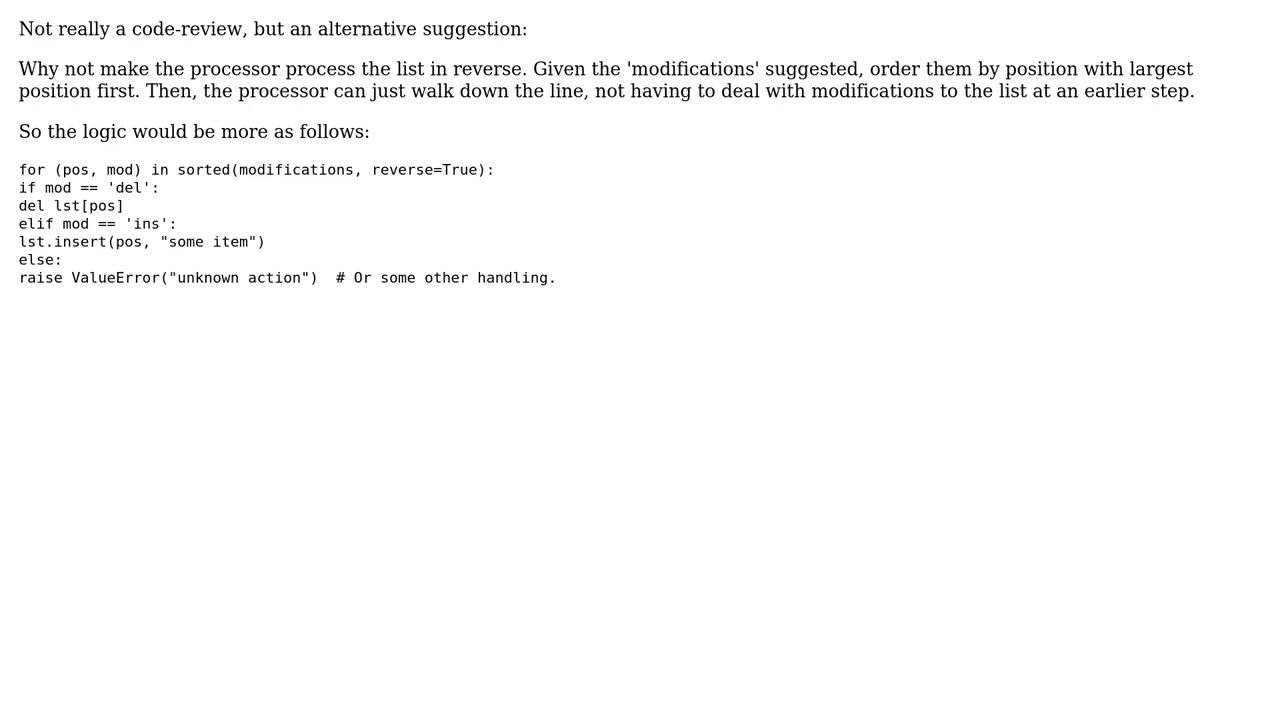 Not really a code-review, but an alternative suggestion:
Why not make the processor process the list in reverse. Given the 'modifications' suggested, order them by position with largest
position first. Then, the processor can just walk down the line, not having to deal with modifications to the list at an earlier step.
So the logic would be more as follows:
for (pos, mod) in sorted(modifications, reverse=True):
if mod == 'del':
del lst[pos]
elif mod == 'ins':
lst.insert(pos, "some item")
else:
raise ValueError("unknown action")  # Or some other handling.